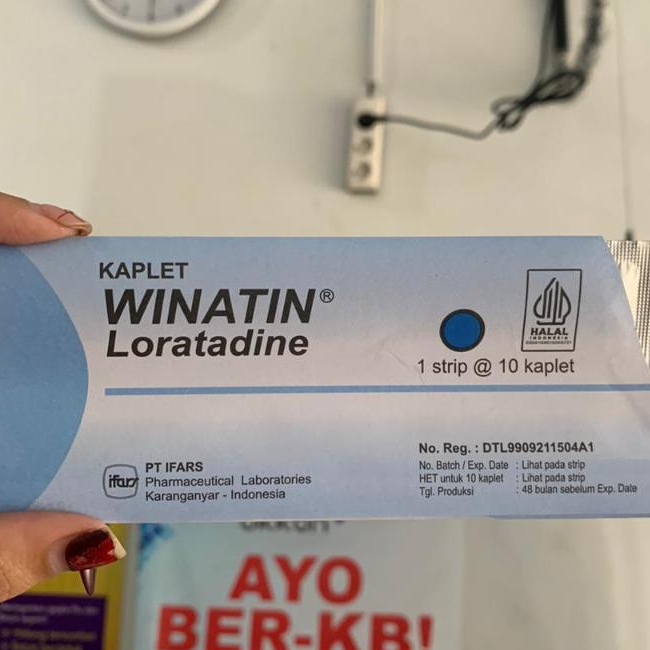 KAPLET
WINATIN®
Loratadine
HALAL
INDONESIA
1 strip @ 10 kaplet
ifars
PT IFARS
Pharmaceutical Laboratories
Karanganyar - Indonesia
No. Reg. : DTL9909211504A1
No. Batch / Exp. Date : Lihat pada strip
HET untuk 10 kaplet : Lihat pada strip
Tgl. Produksi : 48 bulan sebelum Exp. Date
AYO
BER-KB!